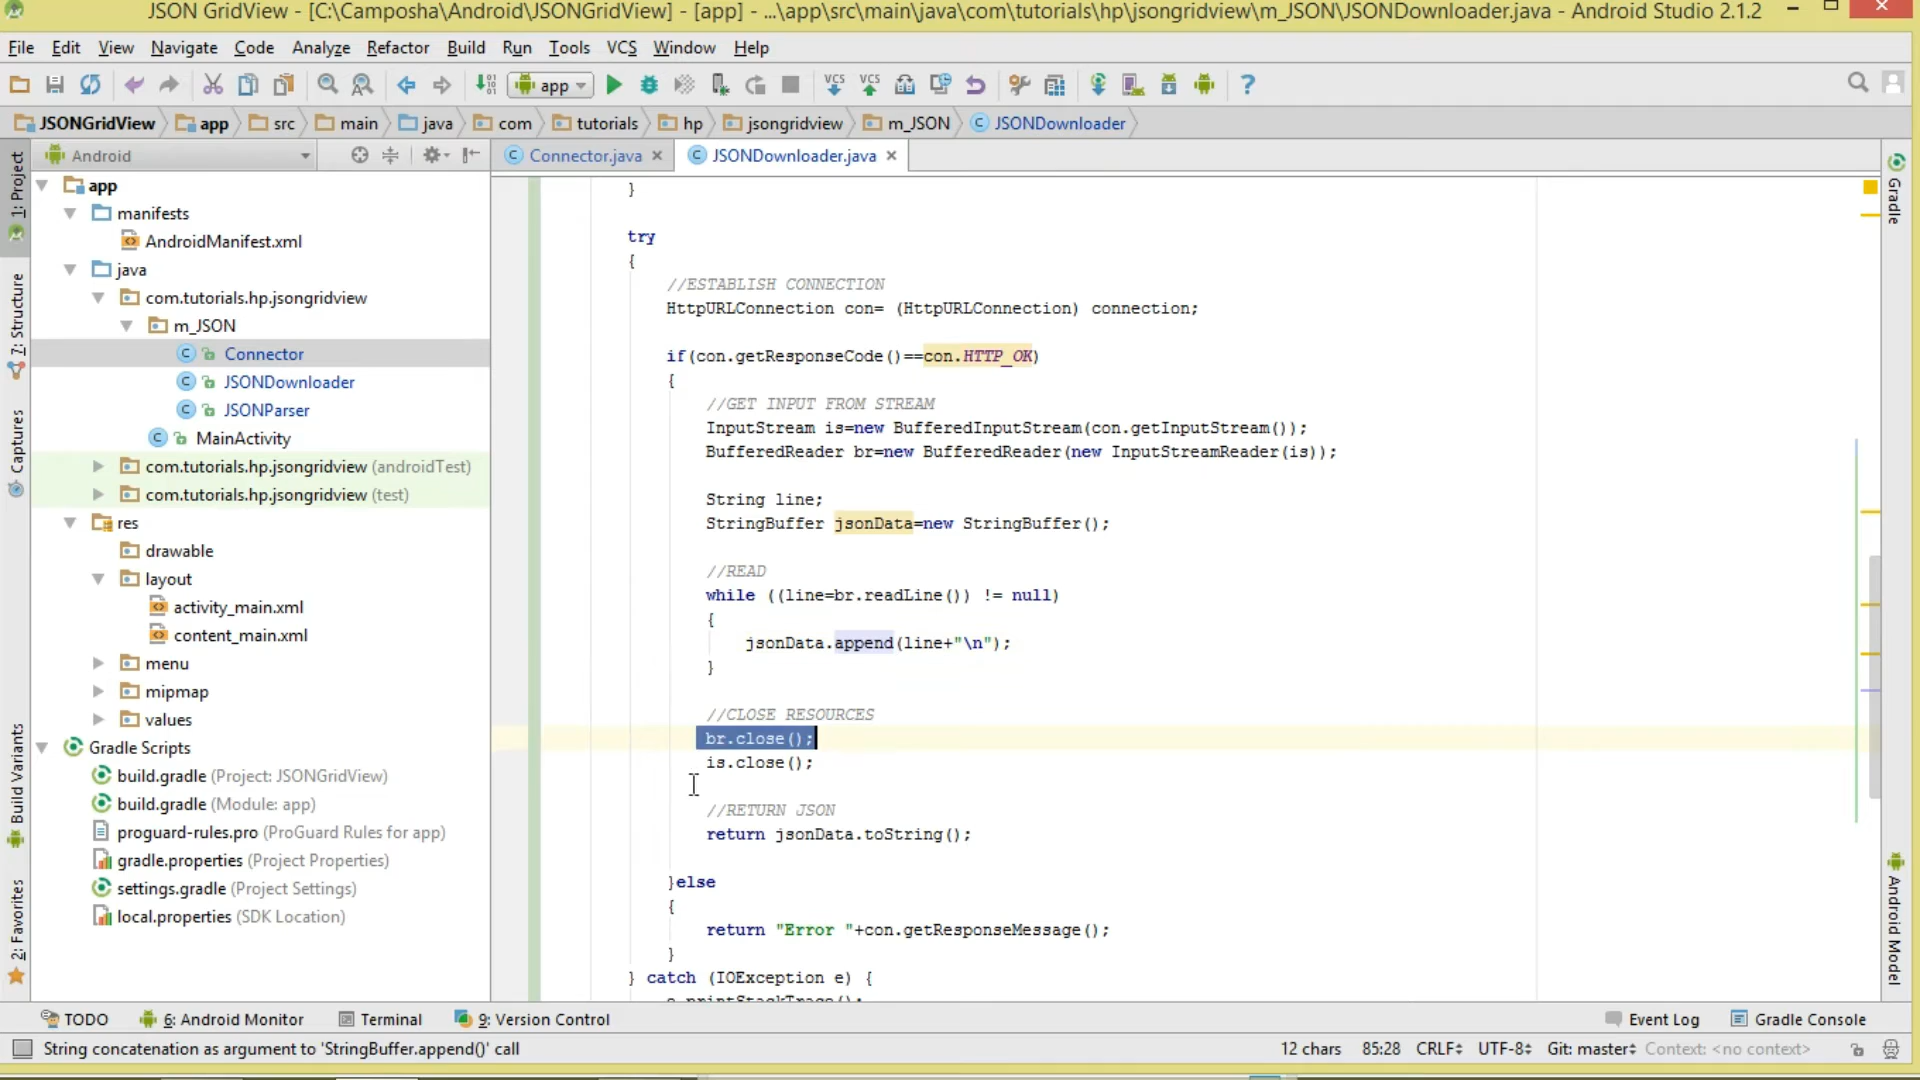 JSON GridView - [C:\Camposha\Android\JSONGridView] - [app] - ...\app\src\main\java\com\tutorials\hp\jsongridview\m_JSON\JSONDownloader.java - Android Studio 2.1.2
File Edit View Navigate Code Analyze Refactor Build Run Tools VCS Window Help
app VCS VCS
JSONGridView app src main java com tutorials hp jsongridview m_JSON JSONDownloader
Android
Connector.java JSONDownloader.java
1: Project
7: Structure
Captures
Build Variants
2: Favorites
app
manifests
AndroidManifest.xml
java
com.tutorials.hp.jsongridview
m_JSON
Connector
JSONDownloader
JSONParser
MainActivity
com.tutorials.hp.jsongridview (androidTest)
com.tutorials.hp.jsongridview (test)
res
drawable
layout
activity_main.xml
content_main.xml
menu
mipmap
values
Gradle Scripts
build.gradle (Project: JSONGridView)
build.gradle (Module: app)
proguard-rules.pro (ProGuard Rules for app)
gradle.properties (Project Properties)
settings.gradle (Project Settings)
local.properties (SDK Location)
}
try
{
//ESTABLISH CONNECTION
HttpURLConnection con= (HttpURLConnection) connection;
if(con.getResponseCode()==con.HTTP_OK)
{
//GET INPUT FROM STREAM
InputStream is=new BufferedInputStream(con.getInputStream());
BufferedReader br=new BufferedReader(new InputStreamReader(is));
String line;
StringBuffer jsonData=new StringBuffer();
//READ
while ((line=br.readLine()) != null)
{
jsonData.append(line+"\n");
}
//CLOSE RESOURCES
br.close();
is.close();
//RETURN JSON
return jsonData.toString();
}else
{
return "Error "+con.getResponseMessage();
}
} catch (IOException e) {
e.printStackTrace();
Gradle
Android Model
TODO 6: Android Monitor Terminal 9: Version Control Event Log Gradle Console
String concatenation as argument to 'StringBuffer.append()' call 12 chars 85:28 CRLF UTF-8 Git: master Context: <no context>